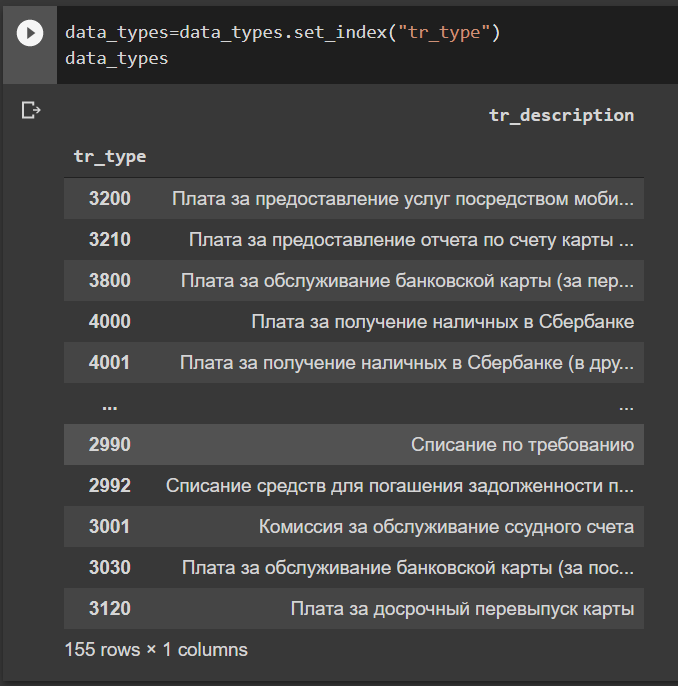 data_types=data_types.set_index("tr_type")
data_types
tr_description
tr_type
3200 Плата за предоставление услуг посредством моби...
3210 Плата за предоставление отчета по счету карты ...
3800 Плата за обслуживание банковской карты (за пер...
4000 Плата за получение наличных в Сбербанке
4001 Плата за получение наличных в Сбербанке (в дру...
... ...
2990 Списание по требованию
2992 Списание средств для погашения задолженности п...
3001 Комиссия за обслуживание ссудного счета
3030 Плата за обслуживание банковской карты (за пос...
3120 Плата за досрочный перевыпуск карты
155 rows × 1 columns